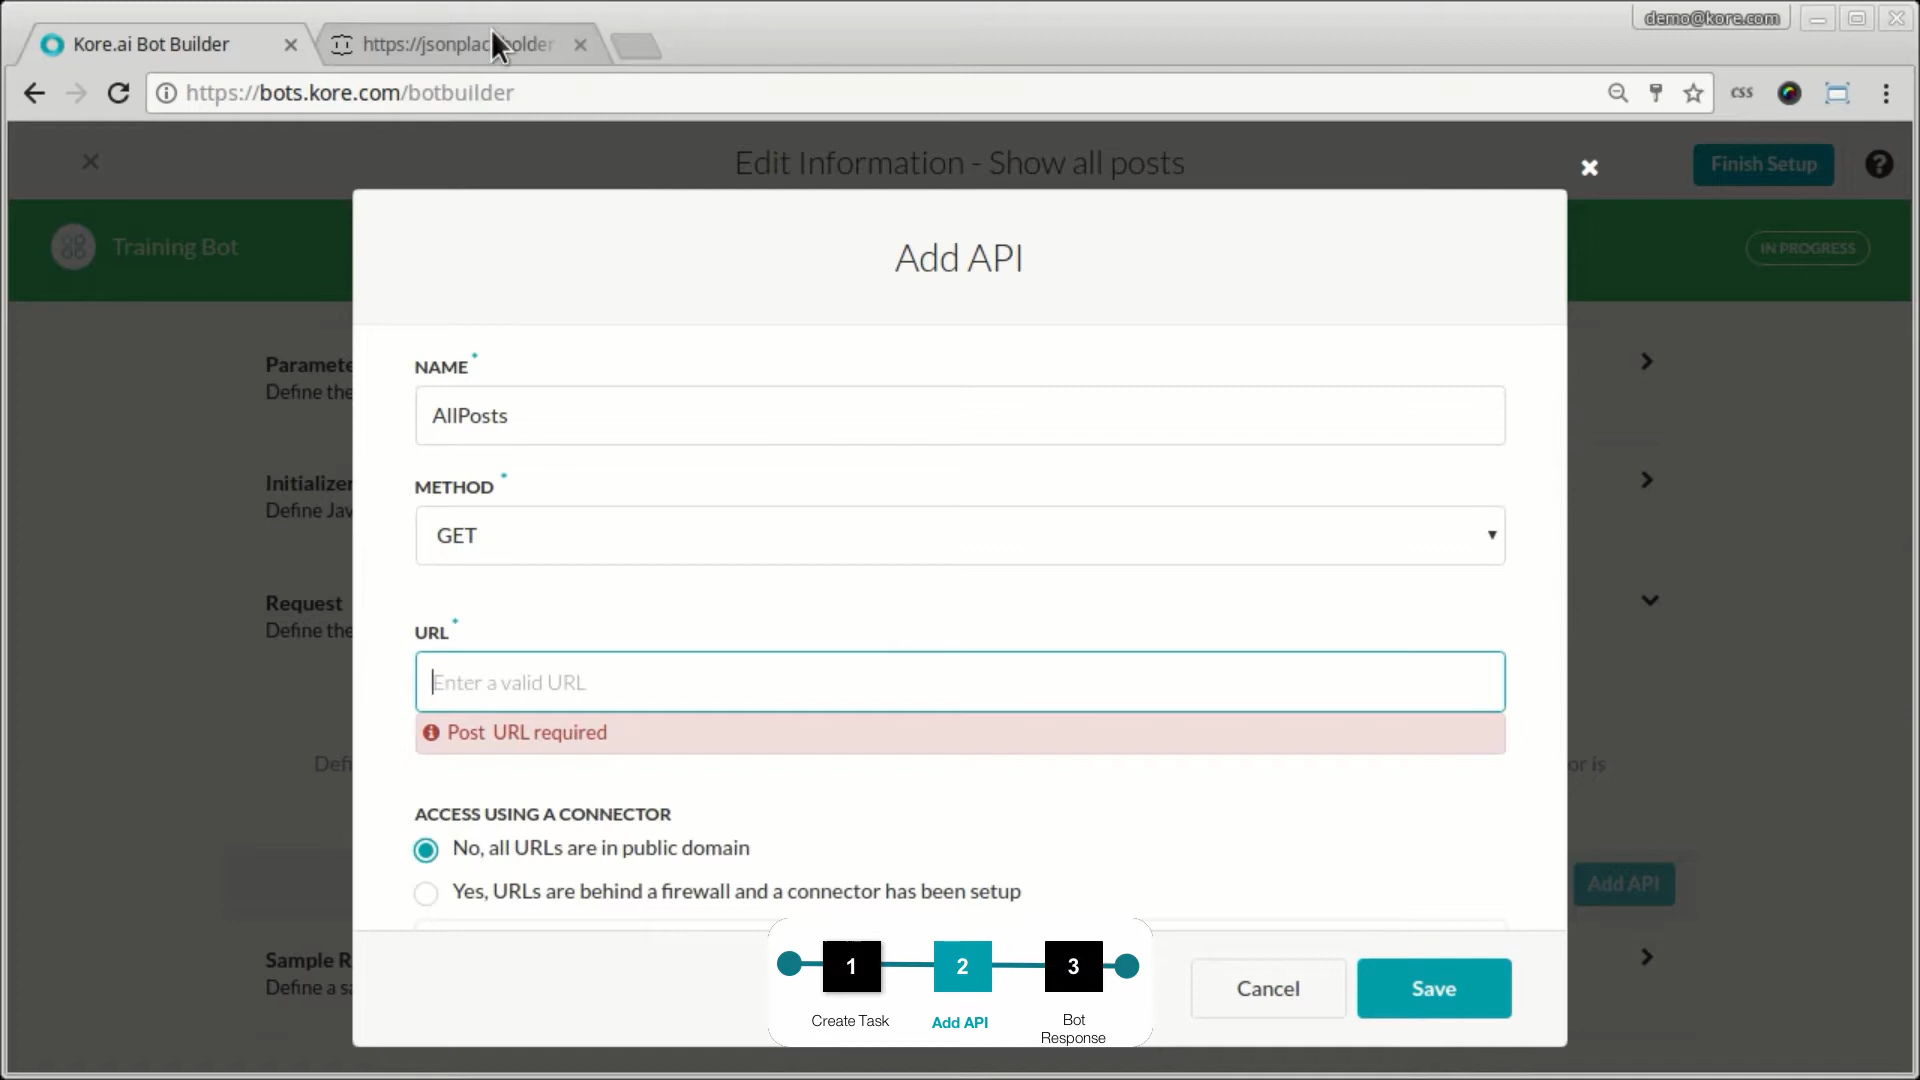 demo@kore.com
Kore.ai Bot Builder
https://jsonplac holder
https://bots.kore.com/botbuilder
CSS
Edit Information - Show all posts
Finish Setup
?
Training Bot
IN PROGRESS
Add API
Paramete
Define the
NAME *
AllPosts
Initializer
Define Jav
METHOD *
GET
Request
Define the
URL *
Enter a valid URL
Post URL required
Defi
or is
ACCESS USING A CONNECTOR
No, all URLs are in public domain
Yes, URLs are behind a firewall and a connector has been setup
Add API
Sample R
Define a sa
1
2
3
Create Task
Add API
Bot
Response
Cancel
Save